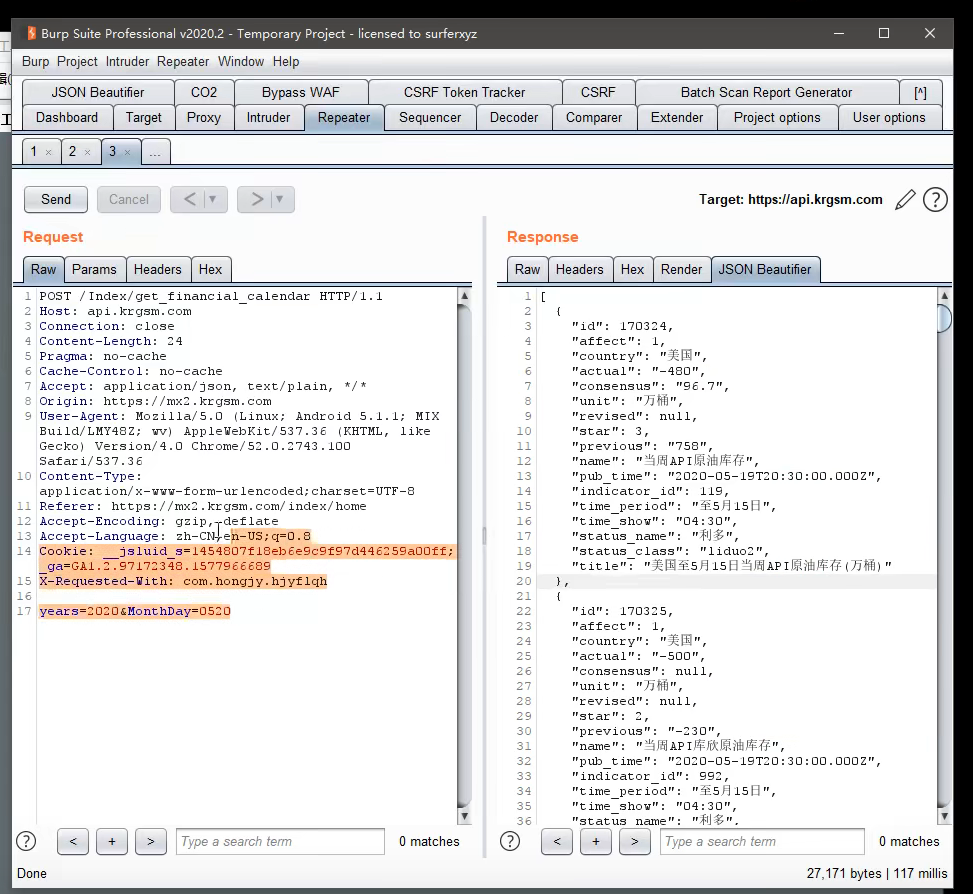 Burp Suite Professional v2020.2 - Temporary Project - licensed to surferxyz
Burp Project Intruder Repeater Window Help
JSON Beautifier CO2 Bypass WAF CSRF Token Tracker CSRF Batch Scan Report Generator [^]
Dashboard Target Proxy Intruder Repeater Sequencer Decoder Comparer Extender Project options User options
1 × 2 × 3 × ...
Send Cancel < ▼ > ▼ Target: https://api.krgsm.com ?
Request
Raw Params Headers Hex
1 POST /Index/get_financial_calendar HTTP/1.1
2 Host: api.krgsm.com
3 Connection: close
4 Content-Length: 24
5 Pragma: no-cache
6 Cache-Control: no-cache
7 Accept: application/json, text/plain, */*
8 Origin: https://mx2.krgsm.com
9 User-Agent: Mozilla/5.0 (Linux; Android 5.1.1; MIX
Build/LMY48Z; wv) AppleWebKit/537.36 (KHTML, like
Gecko) Version/4.0 Chrome/52.0.2743.100
Safari/537.36
10 Content-Type:
application/x-www-form-urlencoded;charset=UTF-8
11 Referer: https://mx2.krgsm.com/index/home
12 Accept-Encoding: gzip, deflate
13 Accept-Language: zh-CN,en-US;q=0.8
14 Cookie: __jsluid_s=1454807f18eb6e9c9f97d446259a00ff;
_ga=GA1.2.97172348.1577966689
15 X-Requested-With: com.hongjy.hjyflqh
16
17 years=2020&MonthDay=0520
? < + > Type a search term 0 matches
Response
Raw Headers Hex Render JSON Beautifier
1 [
2 {
3 "id": 170324,
4 "affect": 1,
5 "country": "美国",
6 "actual": "-480",
7 "consensus": "96.7",
8 "unit": "万桶",
9 "revised": null,
10 "star": 3,
11 "previous": "758",
12 "name": "当周API原油库存",
13 "pub_time": "2020-05-19T20:30:00.000Z",
14 "indicator_id": 119,
15 "time_period": "至5月15日",
16 "time_show": "04:30",
17 "status_name": "利多",
18 "status_class": "liduo2",
19 "title": "美国至5月15日当周API原油库存(万桶)"
20 },
21 {
22 "id": 170325,
23 "affect": 1,
24 "country": "美国",
25 "actual": "-500",
26 "consensus": null,
27 "unit": "万桶",
28 "revised": null,
29 "star": 2,
30 "previous": "-230",
31 "name": "当周API库欣原油库存",
32 "pub_time": "2020-05-19T20:30:00.000Z",
33 "indicator_id": 992,
34 "time_period": "至5月15日",
35 "time_show": "04:30",
36 "status_name": "利多",
? < + > Type a search term 0 matches
Done 27,171 bytes | 117 millis